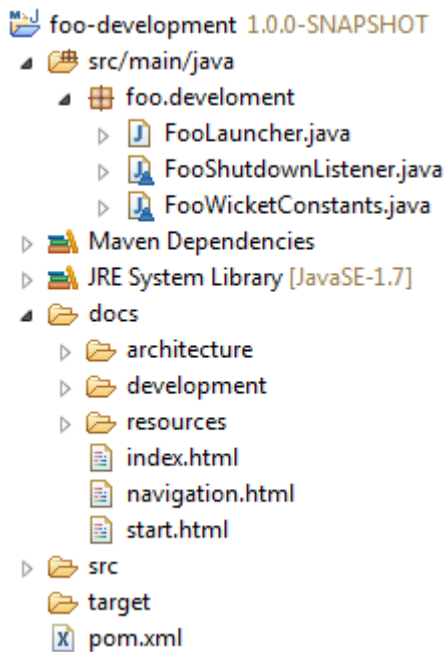 foo-development 1.0.0-SNAPSHOT
src/main/java
foo.develoment
FooLauncher.java
FooShutdownListener.java
FooWicketConstants.java
Maven Dependencies
JRE System Library [JavaSE-1.7]
docs
architecture
development
resources
index.html
navigation.html
start.html
src
target
pom.xml